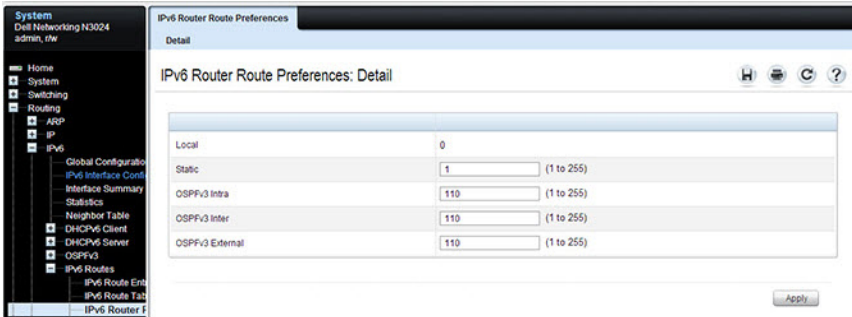 System
Dell Networking N3024
admin, r/w
Home
System
Switching
Routing
ARP
IP
IPv6
Global Configuratio
IPv6 Interface Confi
Interface Summary
Statistics
Neighbor Table
DHCPv6 Client
DHCPv6 Server
OSPFv3
IPv6 Routes
IPv6 Route Ent
IPv6 Route Tab
IPv6 Router F
IPv6 Router Route Preferences
Detail
IPv6 Router Route Preferences: Detail
?
Local 0
Static 1 (1 to 255)
OSPFv3 Intra 110 (1 to 255)
OSPFv3 Inter 110 (1 to 255)
OSPFv3 External 110 (1 to 255)
Apply